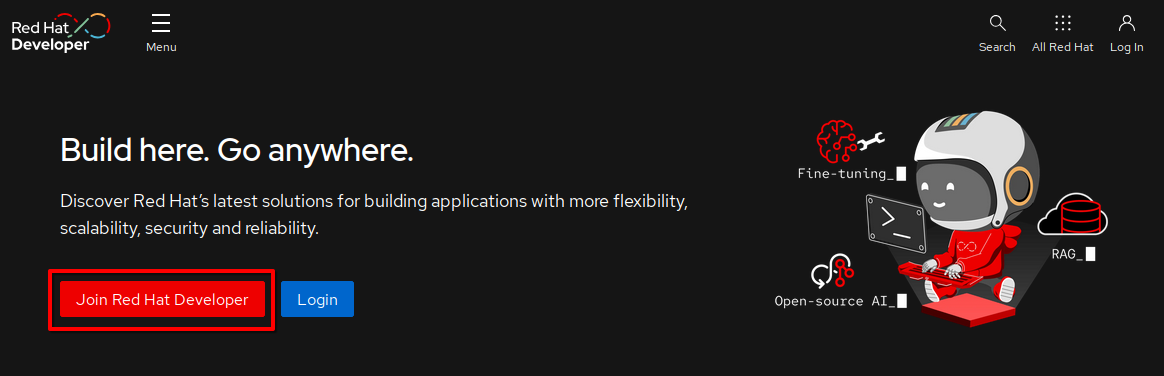 Red Hat
Developer
Menu
Search
All Red Hat
Log In
Build here. Go anywhere.
Discover Red Hat’s latest solutions for building applications with more flexibility,
scalability, security and reliability.
Join Red Hat Developer
Login
Fine-tuning_
>_
RAG_
Open-source AI_